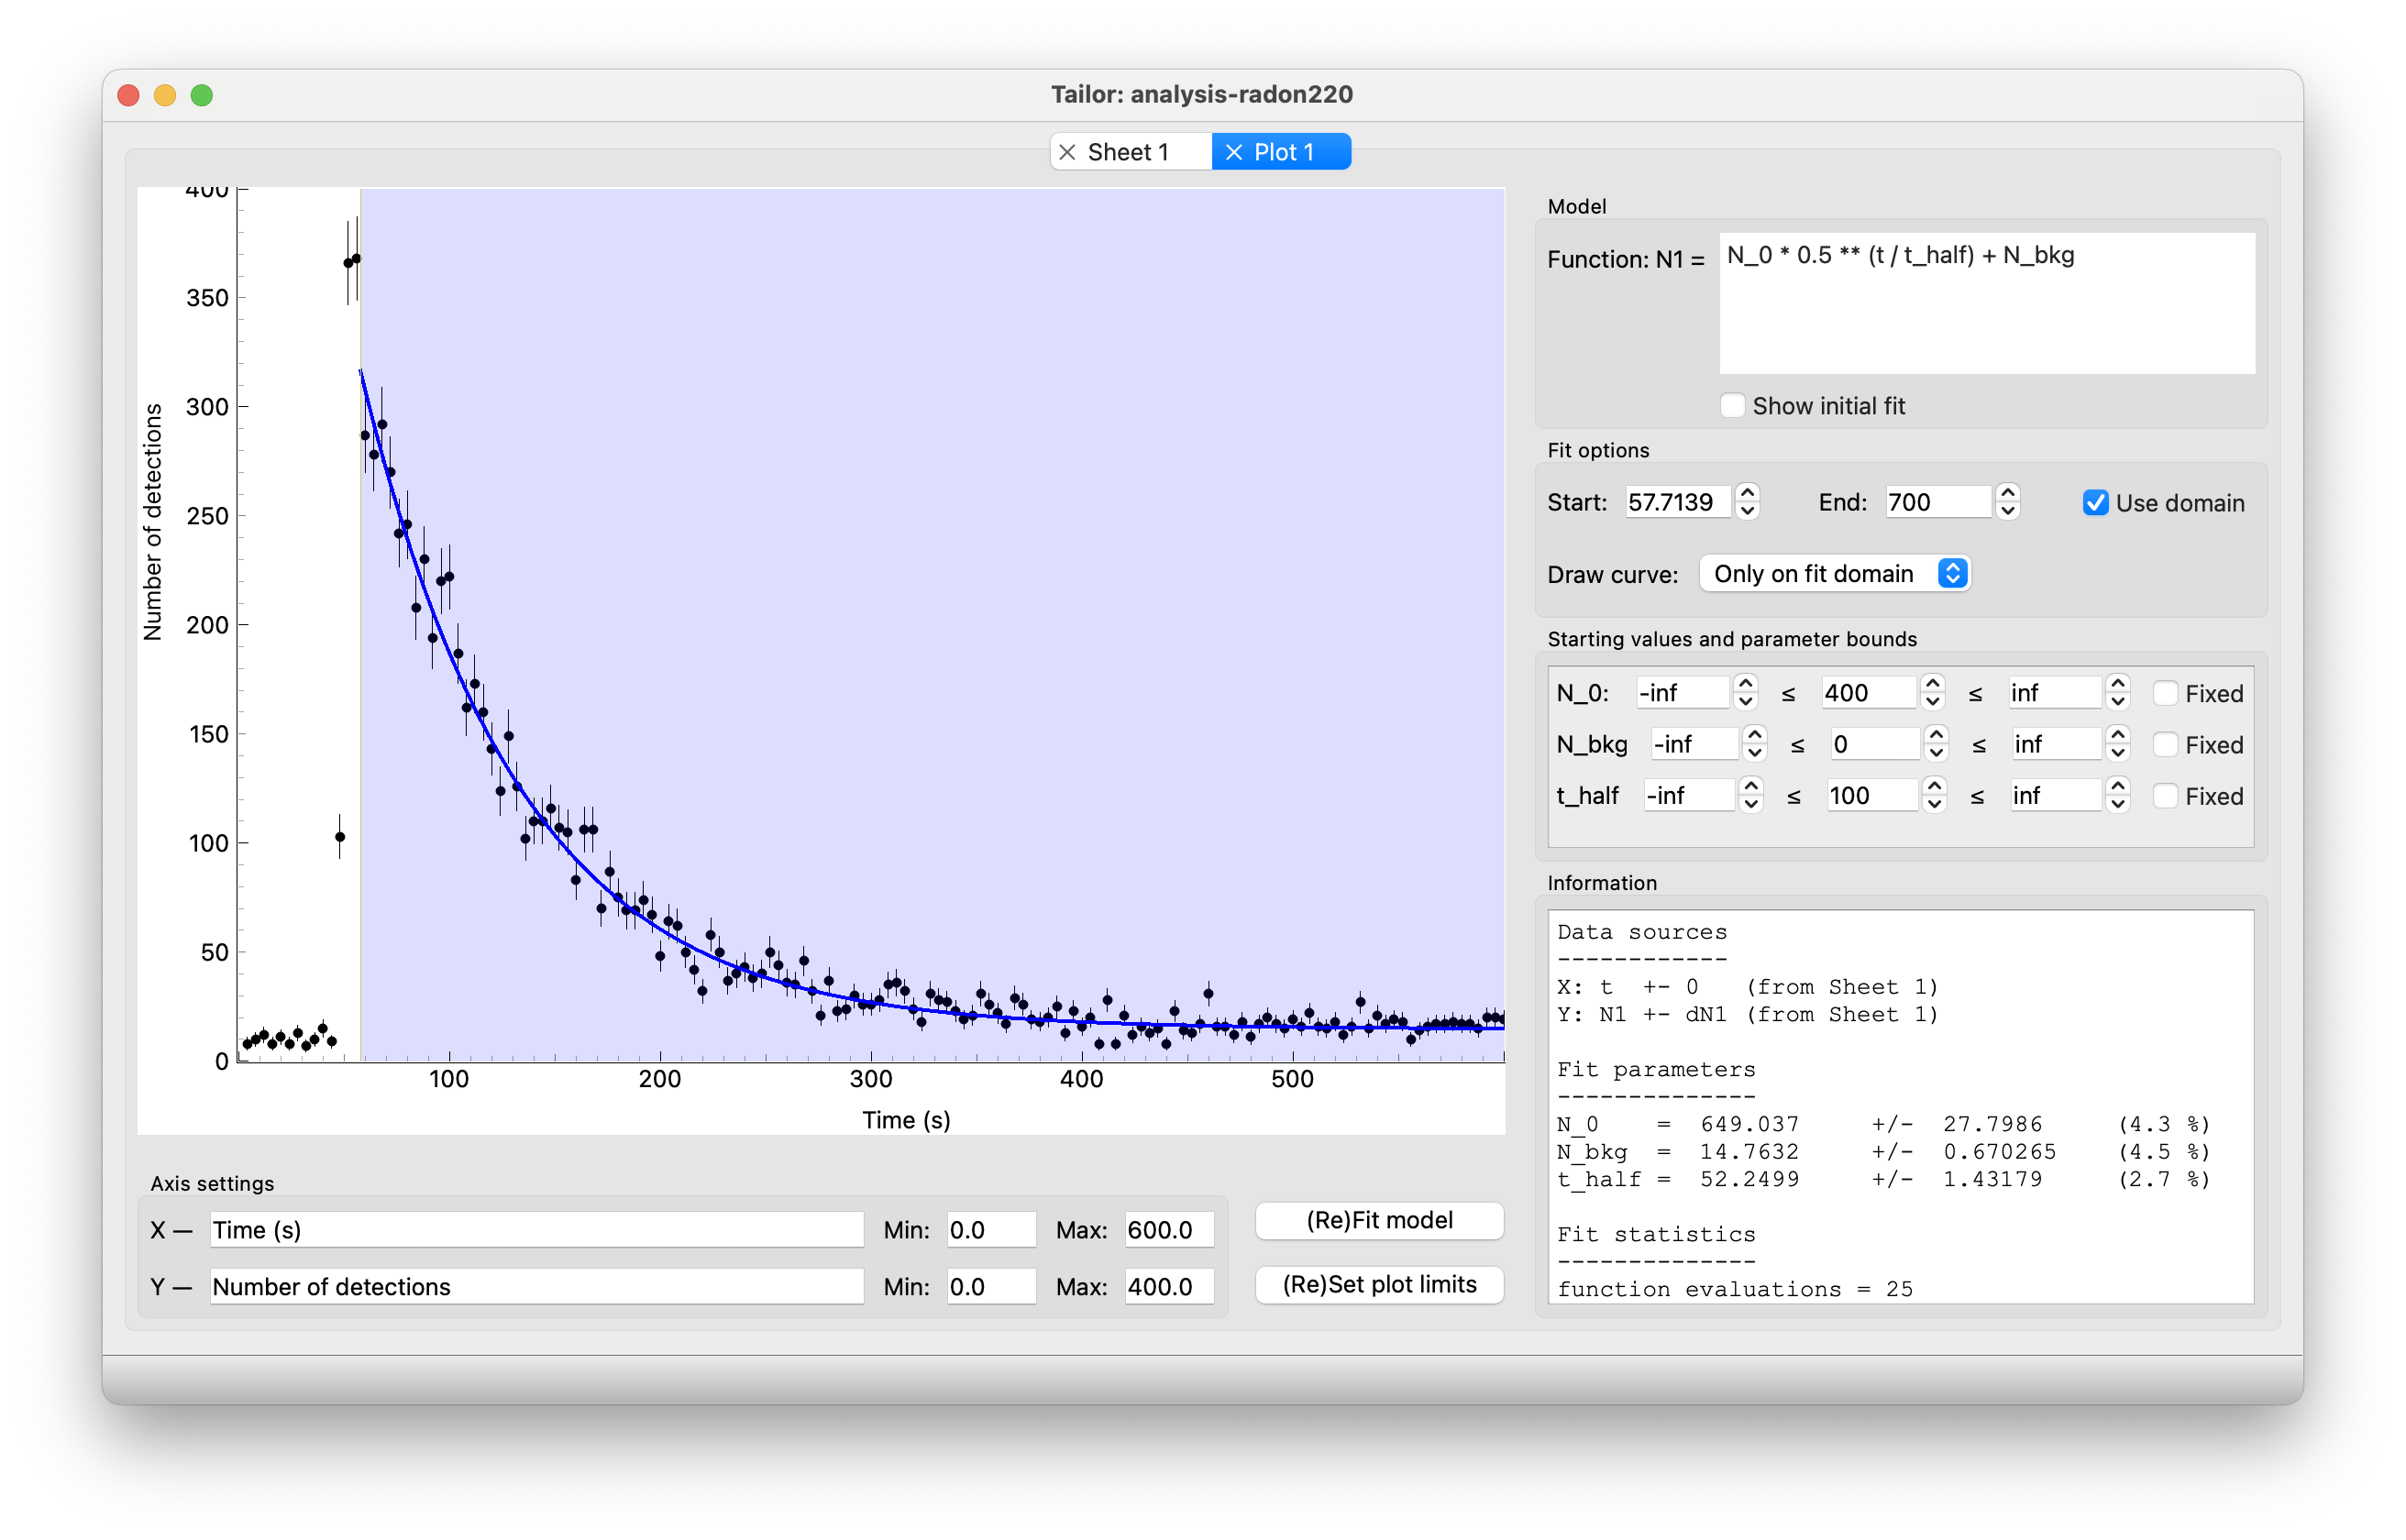 Tailor: analysis-radon220
Sheet 1
Plot 1
400
350
300
250
200
150
100
50
0
Number of detections
100
200
300
400
500
Time (s)
Axis settings
X — Time (s) Min: 0.0 Max: 600.0
Y — Number of detections Min: 0.0 Max: 400.0
(Re)Fit model
(Re)Set plot limits
Model
Function: N1 = N_0 * 0.5 ** (t / t_half) + N_bkg
Show initial fit
Fit options
Start: 57.7139 End: 700 Use domain
Draw curve: Only on fit domain
Starting values and parameter bounds
N_0: -inf ≤ 400 ≤ inf Fixed
N_bkg -inf ≤ 0 ≤ inf Fixed
t_half -inf ≤ 100 ≤ inf Fixed
Information
Data sources
------------
X: t +- 0 (from Sheet 1)
Y: N1 +- dN1 (from Sheet 1)
Fit parameters
--------------
N_0 = 649.037 +/- 27.7986 (4.3 %)
N_bkg = 14.7632 +/- 0.670265 (4.5 %)
t_half = 52.2499 +/- 1.43179 (2.7 %)
Fit statistics
--------------
function evaluations = 25